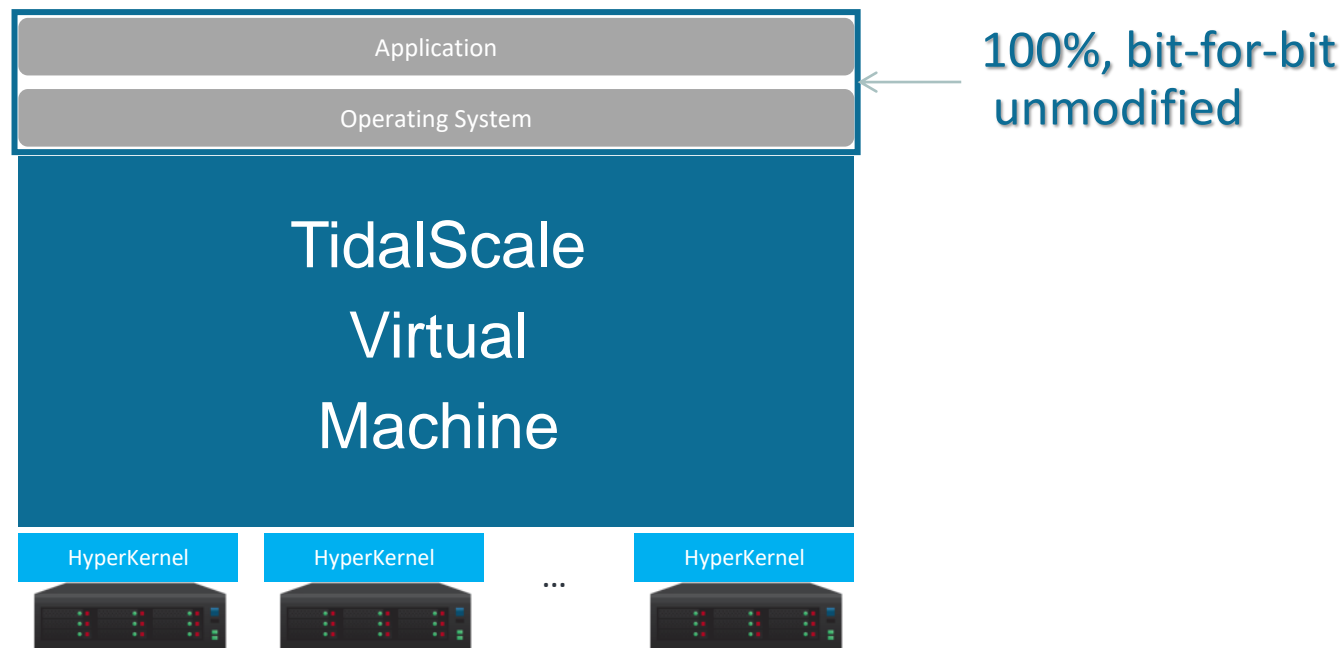 Application
100%, bit-for-bit
unmodified
Operating System
TidalScale
Virtual
Machine
HyperKernel
HyperKernel
...
HyperKernel